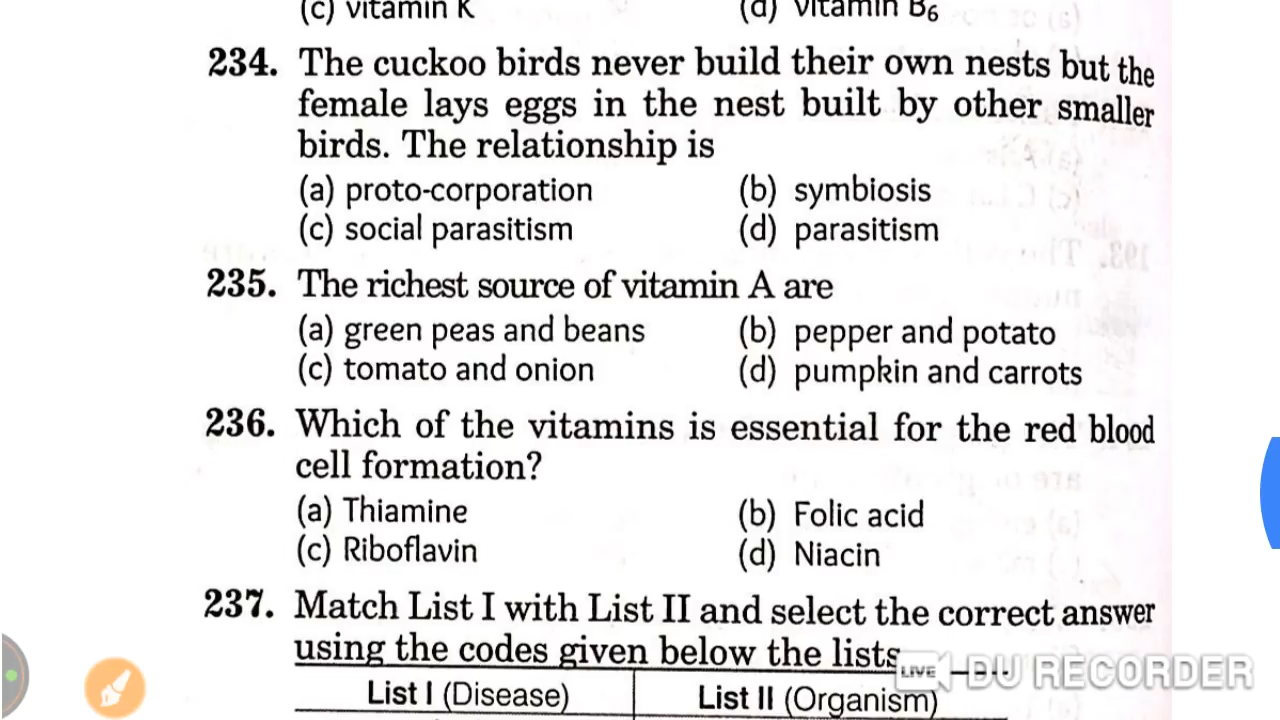 (c) vitamin K (d) vitamin B6
234. The cuckoo birds never build their own nests but the
female lays eggs in the nest built by other smaller
birds. The relationship is
(a) proto-corporation (b) symbiosis
(c) social parasitism (d) parasitism
235. The richest source of vitamin A are
(a) green peas and beans (b) pepper and potato
(c) tomato and onion (d) pumpkin and carrots
236. Which of the vitamins is essential for the red blood
cell formation?
(a) Thiamine (b) Folic acid
(c) Riboflavin (d) Niacin
237. Match List I with List II and select the correct answer
using the codes given below the lists
List I (Disease) List II (Organism)
LIVE DU RECORDER